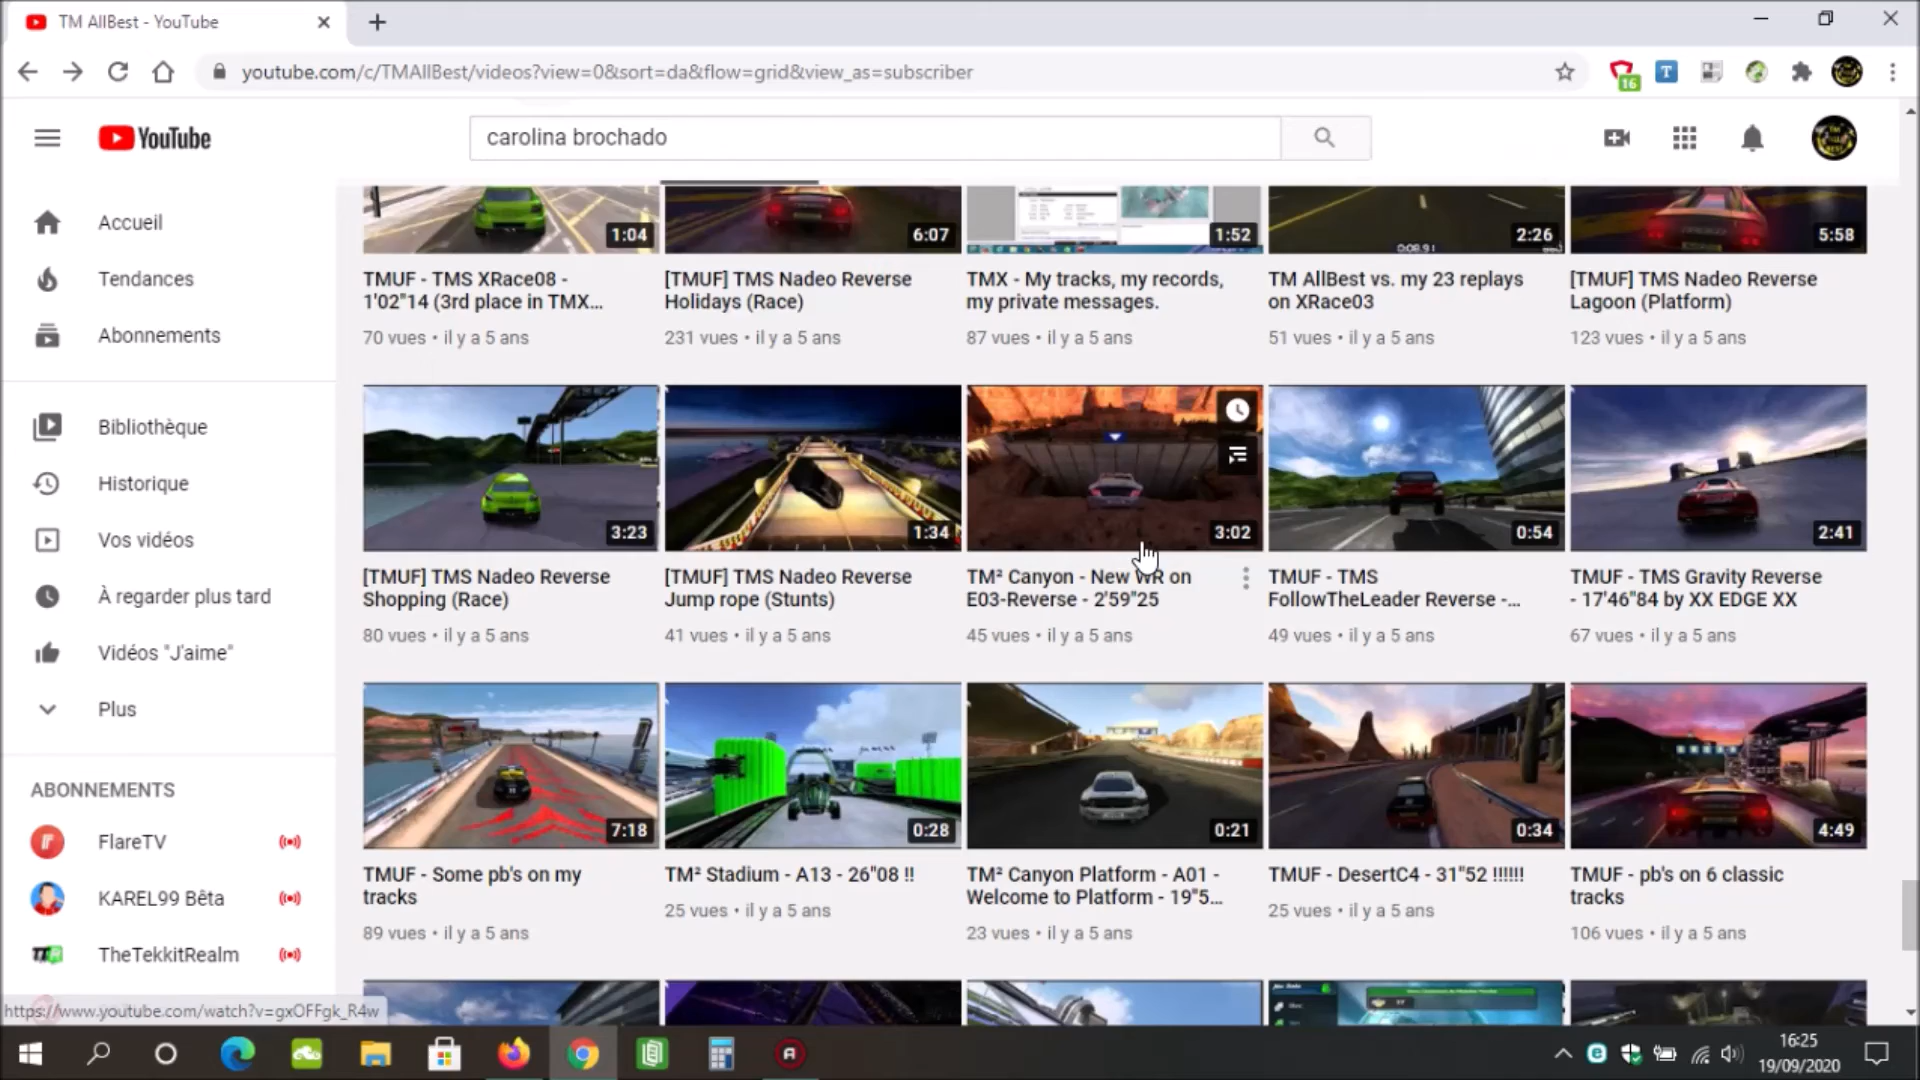 TM AllBest - YouTube
youtube.com/c/TMAllBest/videos?view=0&sort=da&flow=grid&view_as=subscriber
16
T
YouTube
carolina brochado
Accueil
Tendances
Abonnements
Bibliothèque
Historique
Vos vidéos
À regarder plus tard
Vidéos "J'aime"
Plus
ABONNEMENTS
FlareTV
KAREL99 Bêta
TheTekkitRealm
1:04
6:07
1:52
0:08.91
2:26
5:58
TMUF - TMS XRace08 -
1'02"14 (3rd place in TMX...
70 vues • il y a 5 ans
[TMUF] TMS Nadeo Reverse
Holidays (Race)
231 vues • il y a 5 ans
TMX - My tracks, my records,
my private messages.
87 vues • il y a 5 ans
TM AllBest vs. my 23 replays
on XRace03
51 vues • il y a 5 ans
[TMUF] TMS Nadeo Reverse
Lagoon (Platform)
123 vues • il y a 5 ans
3:23
1:34
3:02
0:54
2:41
[TMUF] TMS Nadeo Reverse
Shopping (Race)
80 vues • il y a 5 ans
[TMUF] TMS Nadeo Reverse
Jump rope (Stunts)
41 vues • il y a 5 ans
TM² Canyon - New WR on
E03-Reverse - 2'59"25
45 vues • il y a 5 ans
TMUF - TMS
FollowTheLeader Reverse -...
49 vues • il y a 5 ans
TMUF - TMS Gravity Reverse
- 17'46"84 by XX EDGE XX
67 vues • il y a 5 ans
7:18
0:28
0:21
0:34
4:49
TMUF - Some pb's on my
tracks
89 vues • il y a 5 ans
TM² Stadium - A13 - 26"08 !!
25 vues • il y a 5 ans
TM² Canyon Platform - A01 -
Welcome to Platform - 19"5...
23 vues • il y a 5 ans
TMUF - DesertC4 - 31"52 !!!!!!
25 vues • il y a 5 ans
TMUF - pb's on 6 classic
tracks
106 vues • il y a 5 ans
https://www.youtube.com/watch?v=gxOFFgk_R4w
16:25
19/09/2020